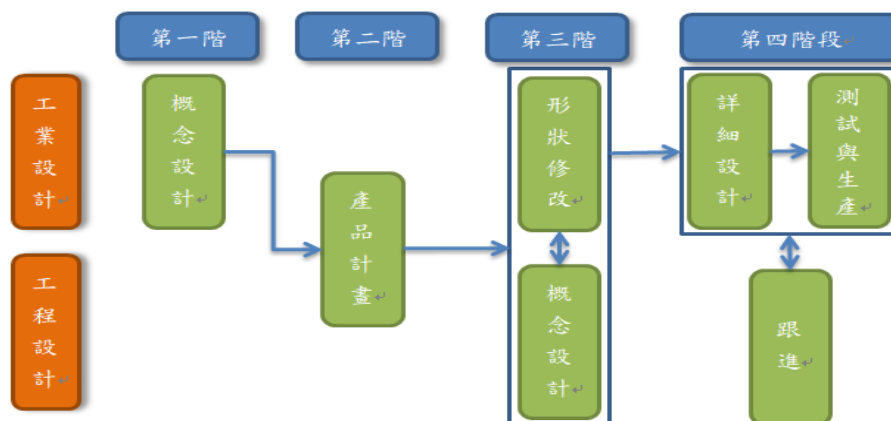 第一階
第二階
第三階
第四階段
工業設計
概念設計
形狀修改
詳細設計
測試與生產
產品計畫
工程設計
概念設計
跟進